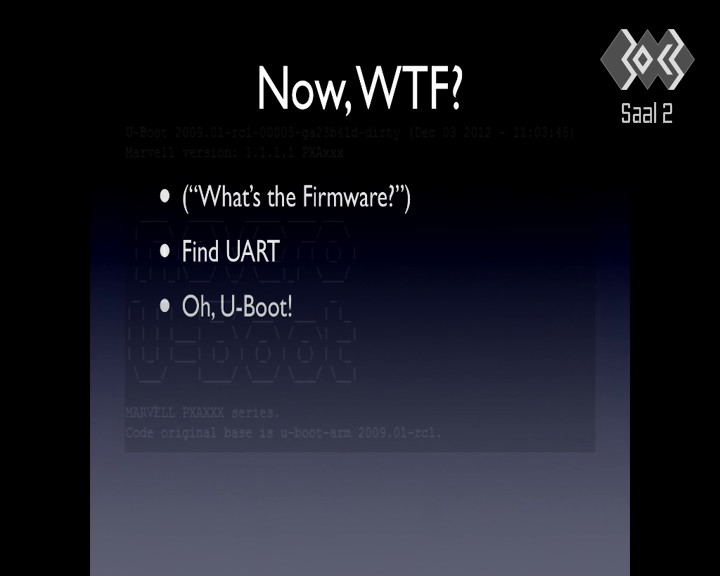 Now, WTF?
Saal 2
U-Boot 2009.01-rc1-00005-ga23b41d-dirty (Dec 03 2012 - 11:03:46)
Marvell version: 1.1.1.1 PXAxxx
• (“What’s the Firmware?”)
• Find UART
• Oh, U-Boot!
U-boot
MARVELL PXAXXX series.
Code original base is u-boot-arm 2009.01-rc1.